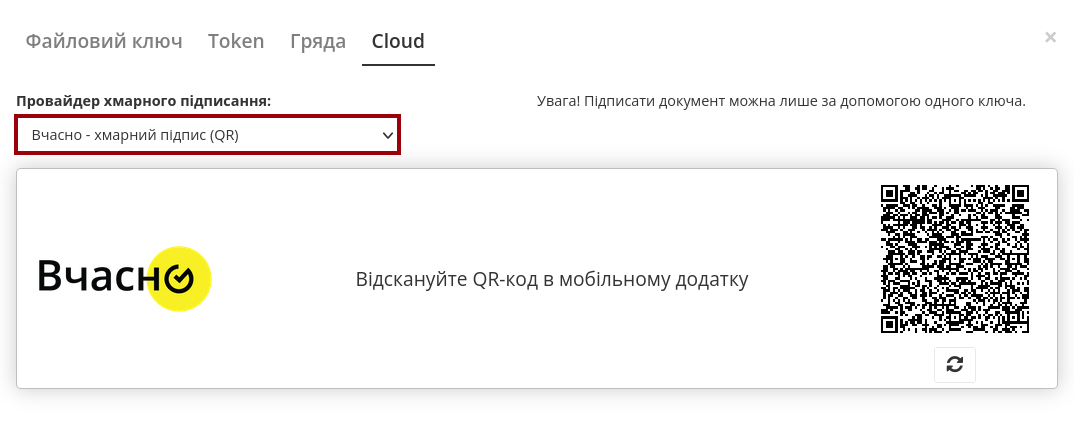 Файловий ключ Token Гряда Cloud ×
Провайдер хмарного підписання:
Увага! Підписати документ можна лише за допомогою одного ключа.
Вчасно - хмарний підпис (QR)
Вчасно
Відскануйте QR-код в мобільному додатку